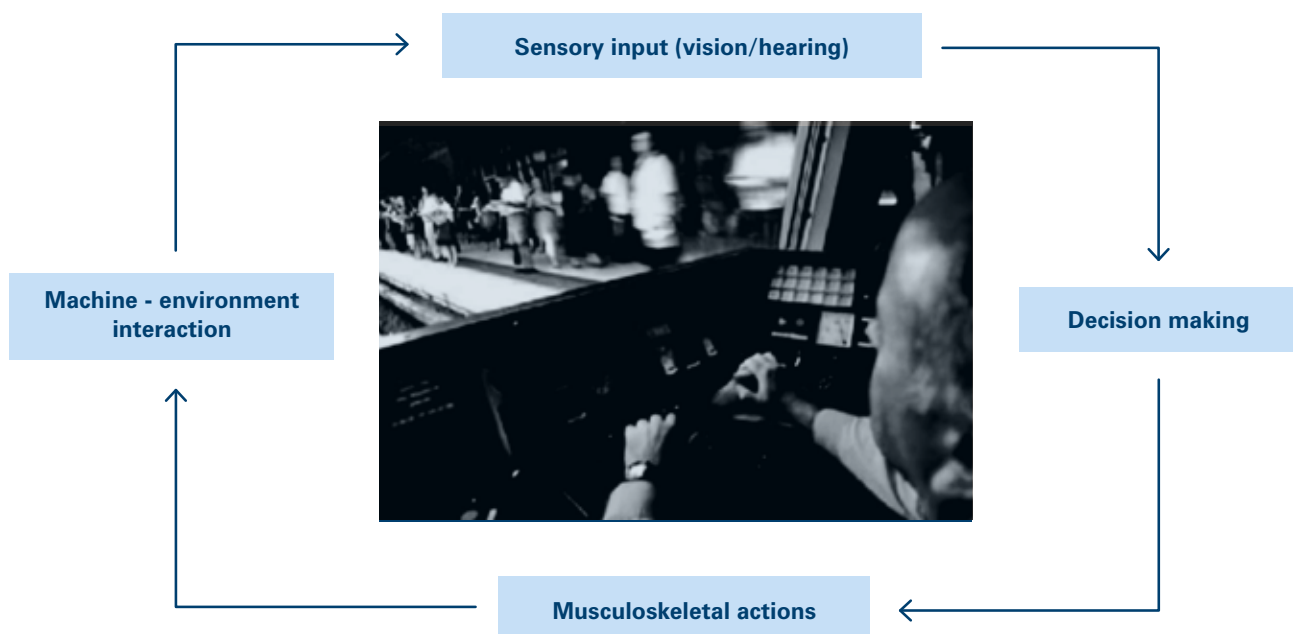 Sensory input (vision/hearing)
Machine - environment
interaction
Decision making
Musculoskeletal actions